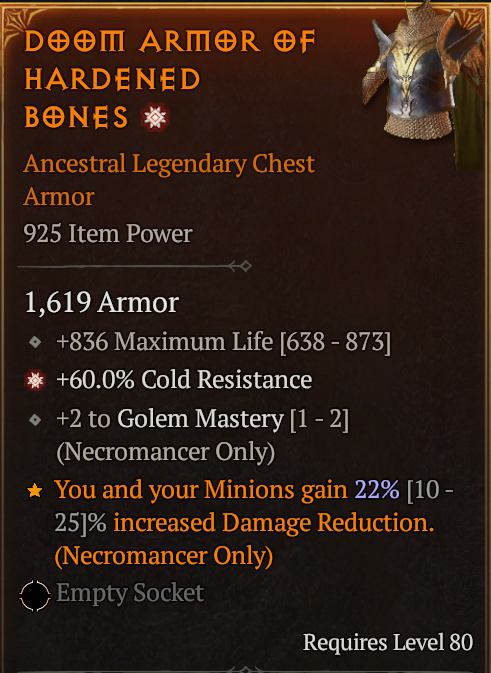 DOOM ARMOR OF
HARDENED
BONES
Ancestral Legendary Chest
Armor
925 Item Power
1,619 Armor
+836 Maximum Life [638 - 873]
+60.0% Cold Resistance
+2 to Golem Mastery [1 - 2]
(Necromancer Only)
You and your Minions gain 22% [10 -
25]% increased Damage Reduction.
(Necromancer Only)
Empty Socket
Requires Level 80